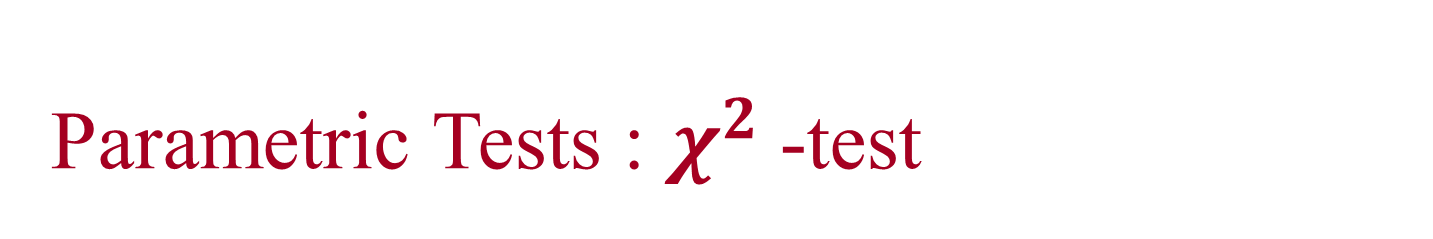 Parametric Tests : 𝝌² -test